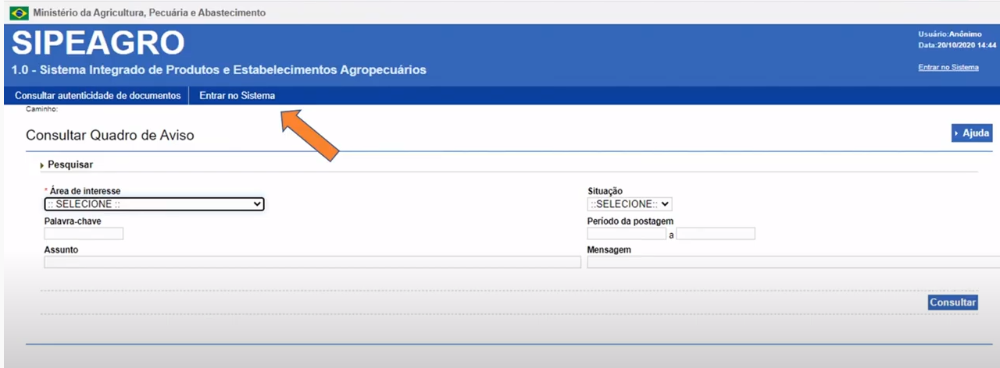 Ministério da Agricultura, Pecuária e Abastecimento
SIPEAGRO
1.0 - Sistema Integrado de Produtos e Estabelecimentos Agropecuários
Usuário:Anônimo
Data:20/10/2020 14:44
Entrar no Sistema
Consultar autenticidade de documentos Entrar no Sistema
Caminho:
Consultar Quadro de Aviso
Ajuda
Pesquisar
* Área de interesse
:: SELECIONE ::
Situação
::SELECIONE::
Palavra-chave
Período da postagem
a
Assunto
Mensagem
Consultar